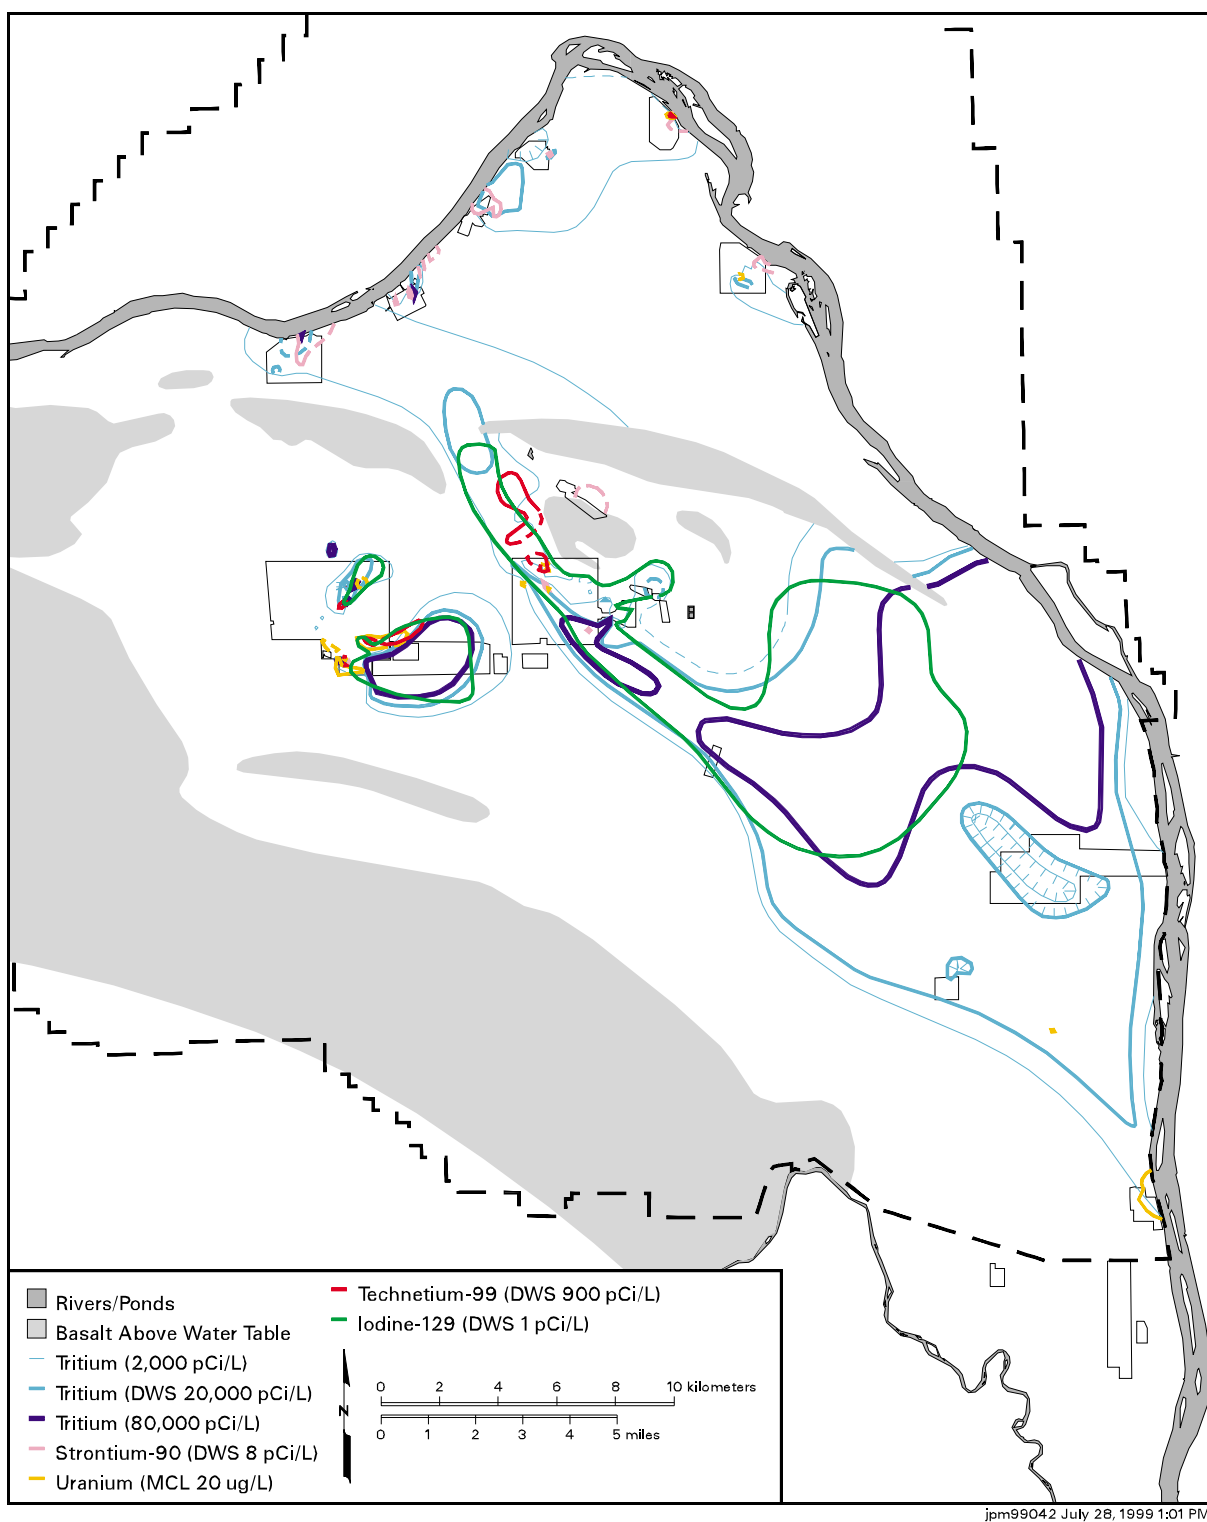 Rivers/Ponds
Basalt Above Water Table
Tritium (2,000 pCi/L)
Tritium (DWS 20,000 pCi/L)
Tritium (80,000 pCi/L)
Strontium-90 (DWS 8 pCi/L)
Uranium (MCL 20 ug/L)
Technetium-99 (DWS 900 pCi/L)
Iodine-129 (DWS 1 pCi/L)
N
0 2 4 6 8 10 kilometers
0 1 2 3 4 5 miles
jpm99042 July 28, 1999 1:01 PM